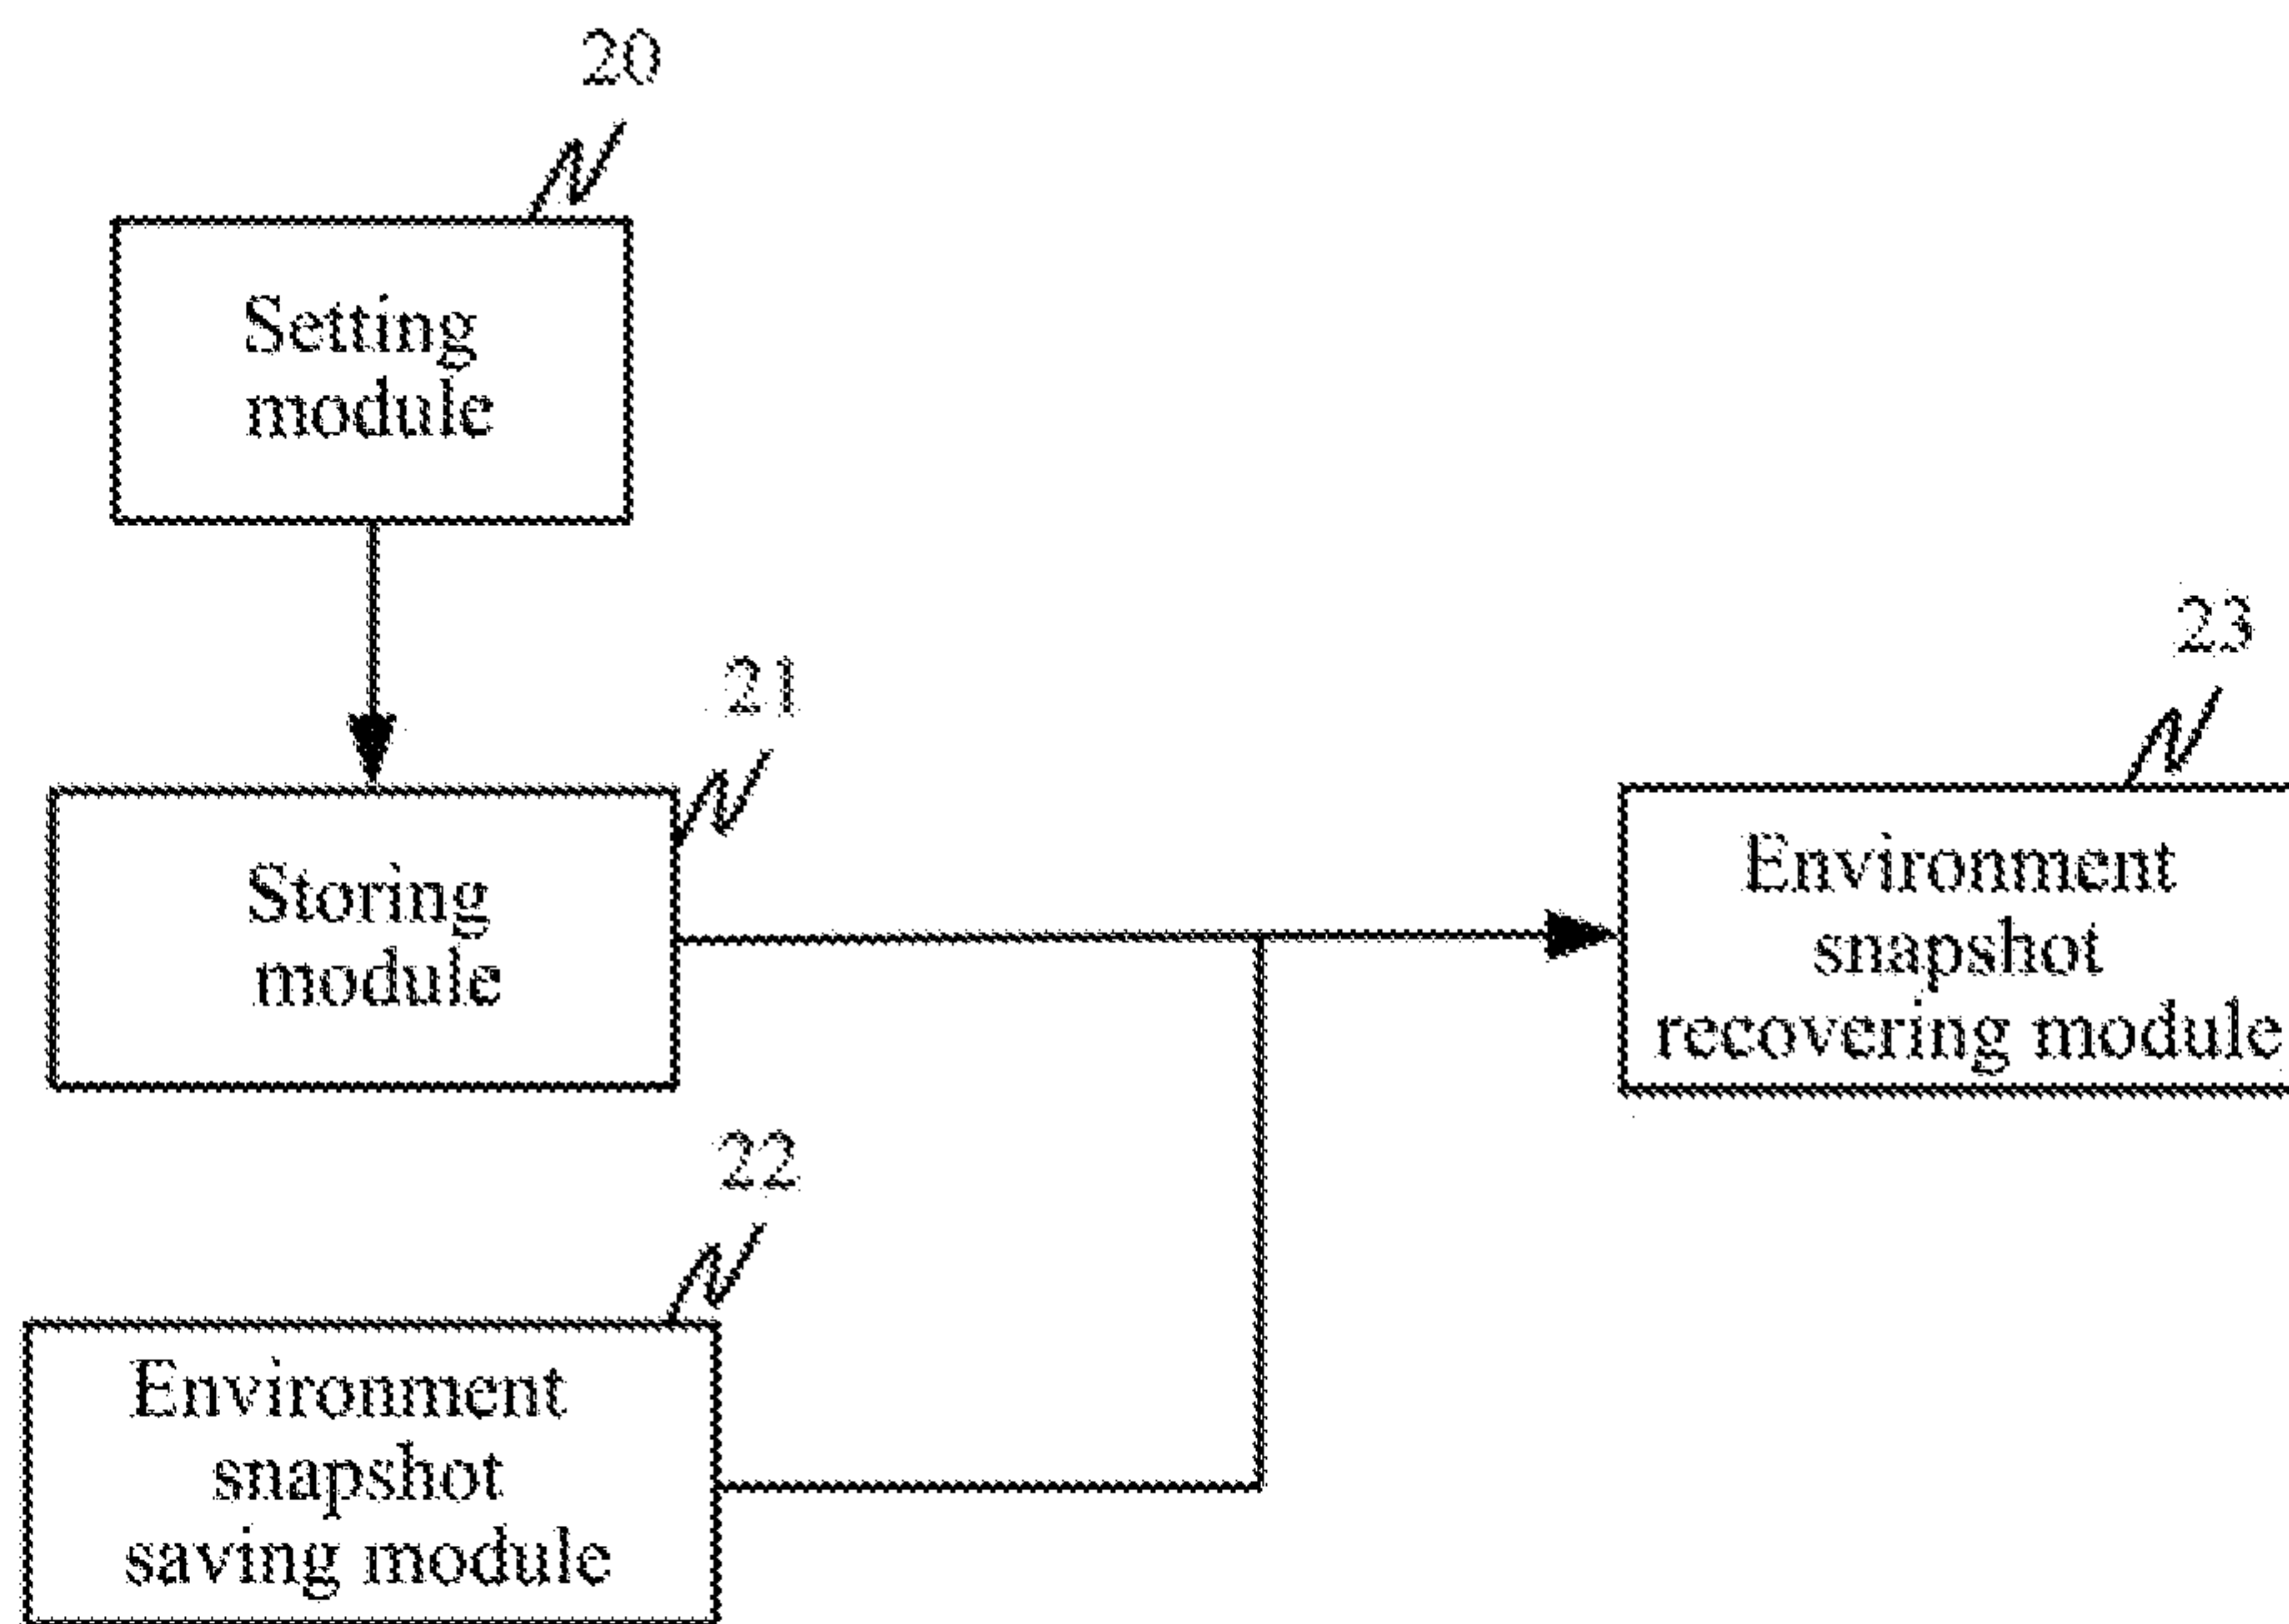 20
Setting
module
21
Storing
module
23
Environment
snapshot
recovering module
22
Environment
snapshot
saving module